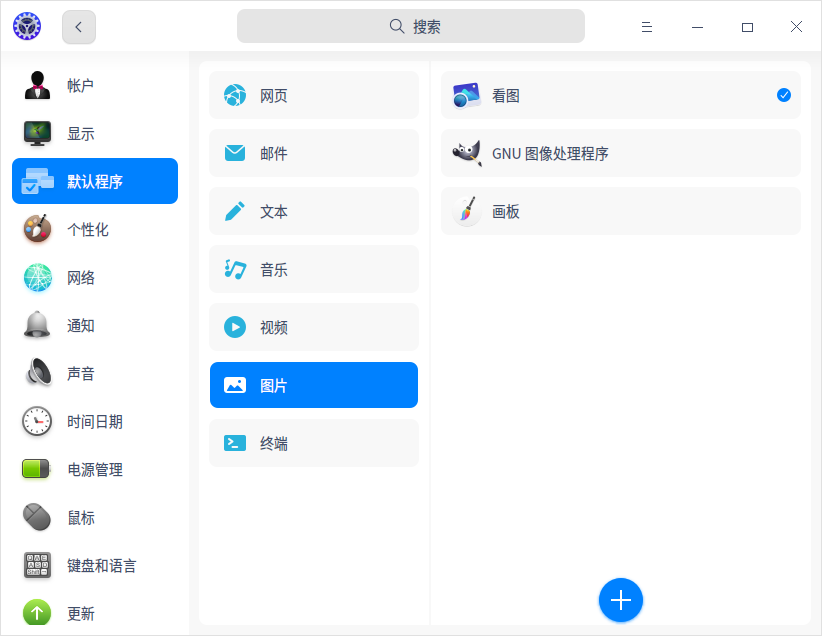 搜索
帐户
显示
默认程序
个性化
网络
通知
声音
时间日期
电源管理
鼠标
键盘和语言
更新
网页
邮件
文本
音乐
视频
图片
终端
看图
GNU 图像处理程序
画板